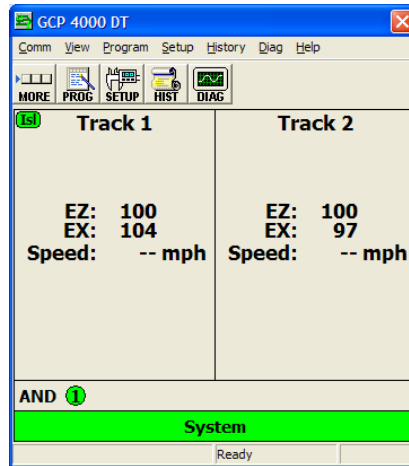 GCP 4000 DT
Comm View Program Setup History Diag Help
MORE PROG SETUP HIST DIAG
Isl Track 1 Track 2
EZ: 100 EZ: 100
EX: 104 EX: 97
Speed: -- mph Speed: -- mph
AND 1
System
Ready